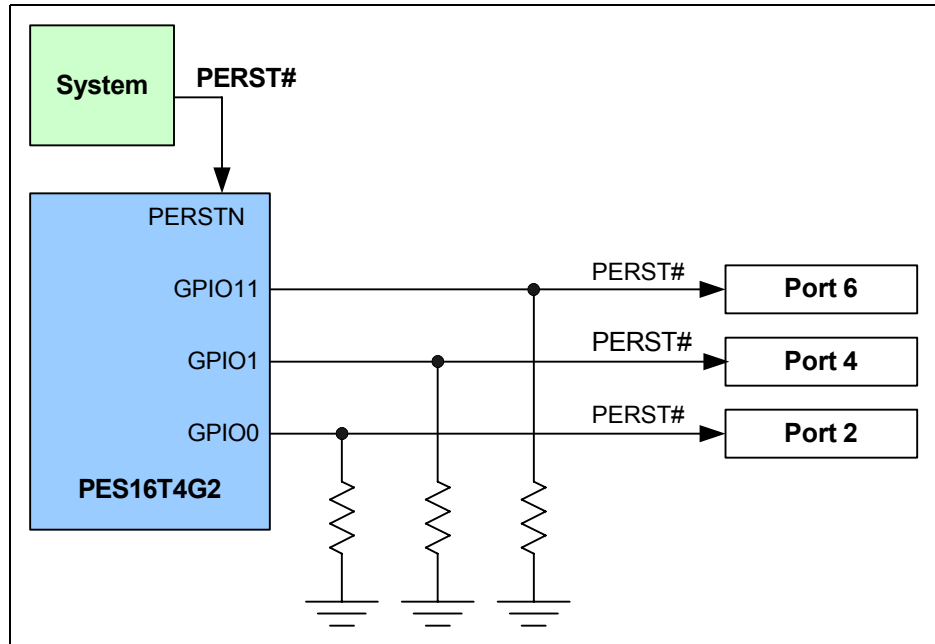 System
PERST#
PERSTN
GPIO11
PERST#
Port 6
GPIO1
PERST#
Port 4
GPIO0
PERST#
Port 2
PES16T4G2